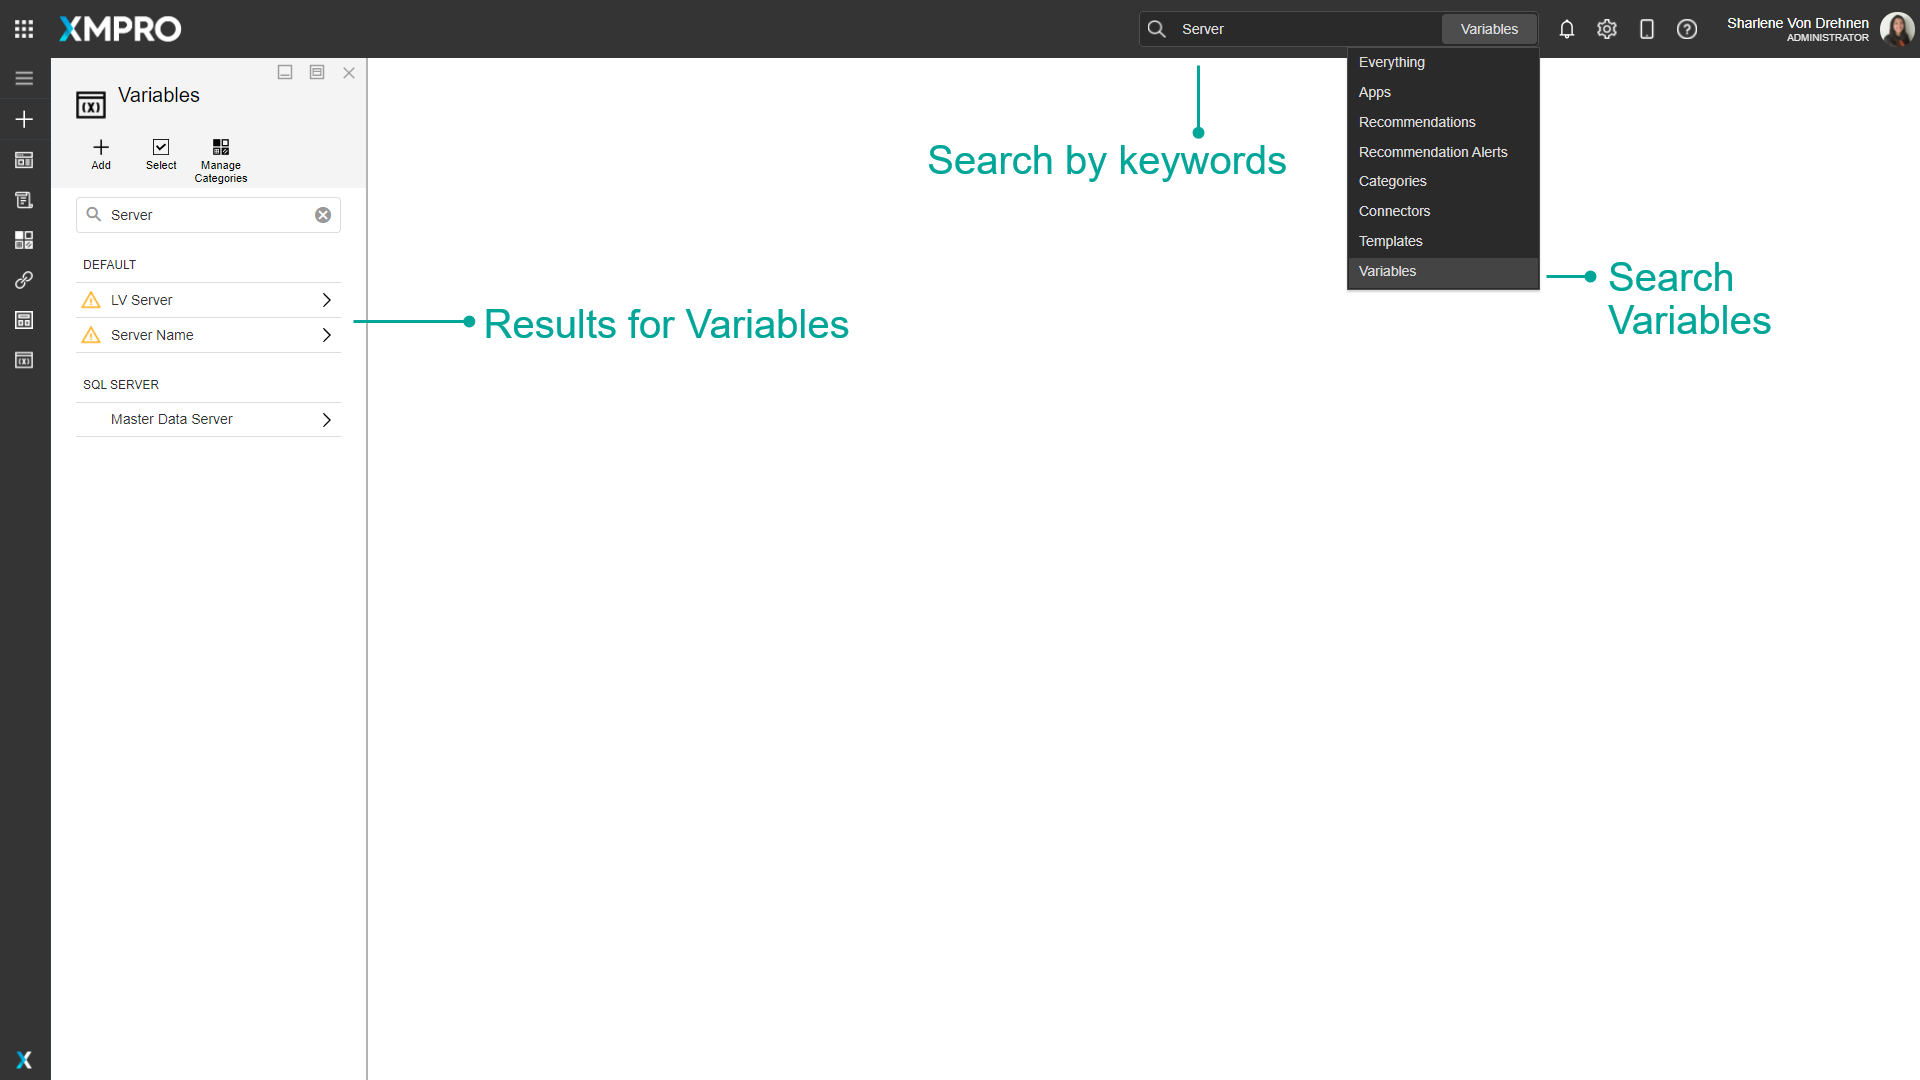 XMPRO
Server
Variables
Sharlene Von Drehnen
ADMINISTRATOR
Everything
Apps
Recommendations
Recommendation Alerts
Categories
Connectors
Templates
Variables
Search by keywords
Search
Variables
Variables
Add
Select
Manage
Categories
Server
DEFAULT
LV Server
Server Name
Results for Variables
SQL SERVER
Master Data Server